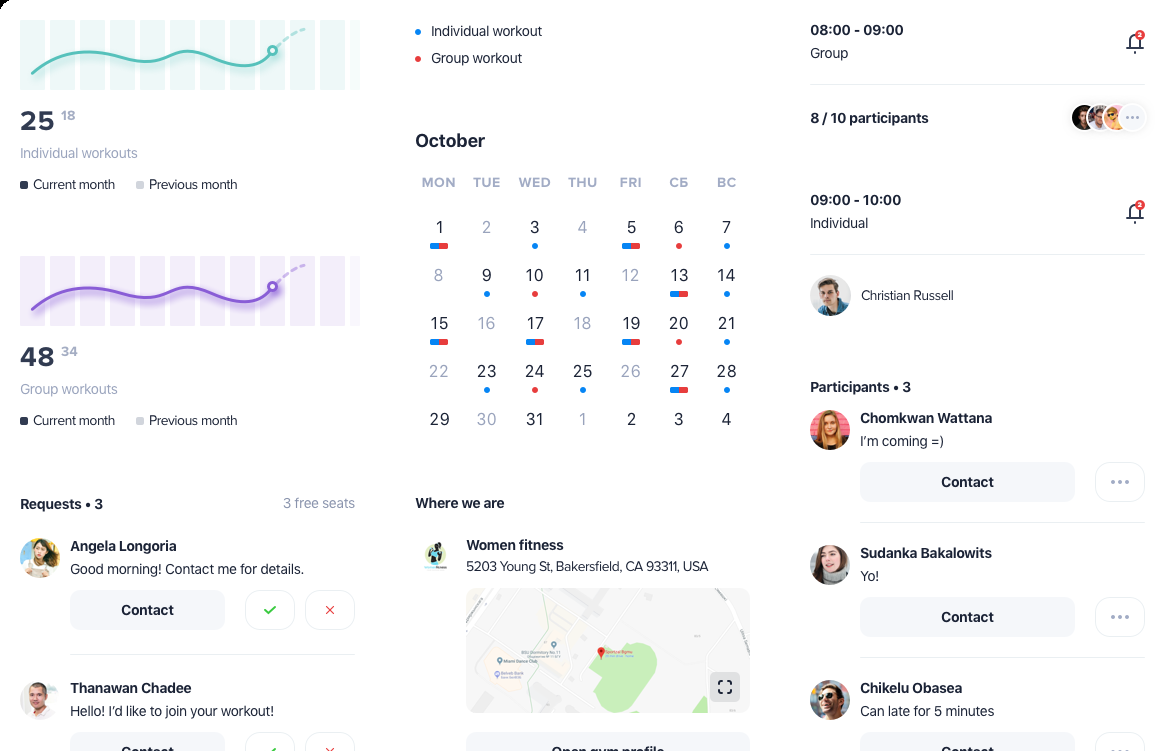 25 18
Individual workouts
Current month Previous month
48 34
Group workouts
Current month Previous month
Requests • 3 3 free seats
Angela Longoria
Good morning! Contact me for details.
Contact
Thanawan Chadee
Hello! I'd like to join your workout!
Contact
Individual workout
Group workout
October
MON TUE WED THU FRI СБ ВС
1 2 3 4 5 6 7
8 9 10 11 12 13 14
15 16 17 18 19 20 21
22 23 24 25 26 27 28
29 30 31 1 2 3 4
Where we are
Women fitness
5203 Young St, Bakersfield, CA 93311, USA
Miami Dance Club
Open gym profile
08:00 - 09:00
Group
2
8 / 10 participants
09:00 - 10:00
Individual
2
Christian Russell
Participants • 3
Chomkwan Wattana
I'm coming =)
Contact
Sudanka Bakalowits
Yo!
Contact
Chikelu Obasea
Can late for 5 minutes
Contact